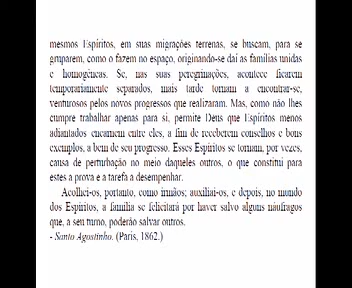 mesmos Espíritos, em suas migrações terrenas, se buscam, para se
gruparem, como o fazem no espaço, originando-se daí as famílias unidas
e homogêneas. Se, nas suas peregrinações, acontece ficarem
temporariamente separados, mais tarde tornam a encontrar-se,
venturosos pelos novos progressos que realizaram. Mas, como não lhes
cumpre trabalhar apenas para si, permite Deus que Espíritos menos
adiantados encarnem entre eles, a fim de receberem conselhos e bons
exemplos, a bem de seu progresso. Esses Espíritos se tornam, por vezes,
causa de perturbação no meio daqueles outros, o que constitui para
estes a prova e a tarefa a desempenhar.
Acolhei-os, portanto, como irmãos; auxiliai-os, e depois, no mundo
dos Espíritos, a família se felicitará por haver salvo alguns náufragos
que, a seu turno, poderão salvar outros.
- Santo Agostinho. (Paris, 1862.)